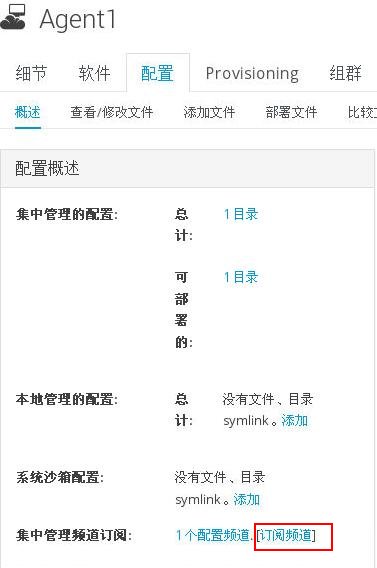 Agent1
细节 软件 配置 Provisioning 组群
概述 查看/修改文件 添加文件 部署文件 比较
配置概述
集中管理的配置: 总计: 1 目录
可部署的: 1 目录
本地管理的配置: 总计: 没有文件、目录
symlink。添加
系统沙箱配置: 没有文件、目录
symlink。添加
集中管理频道订阅: 1 个配置频道. [订阅频道]